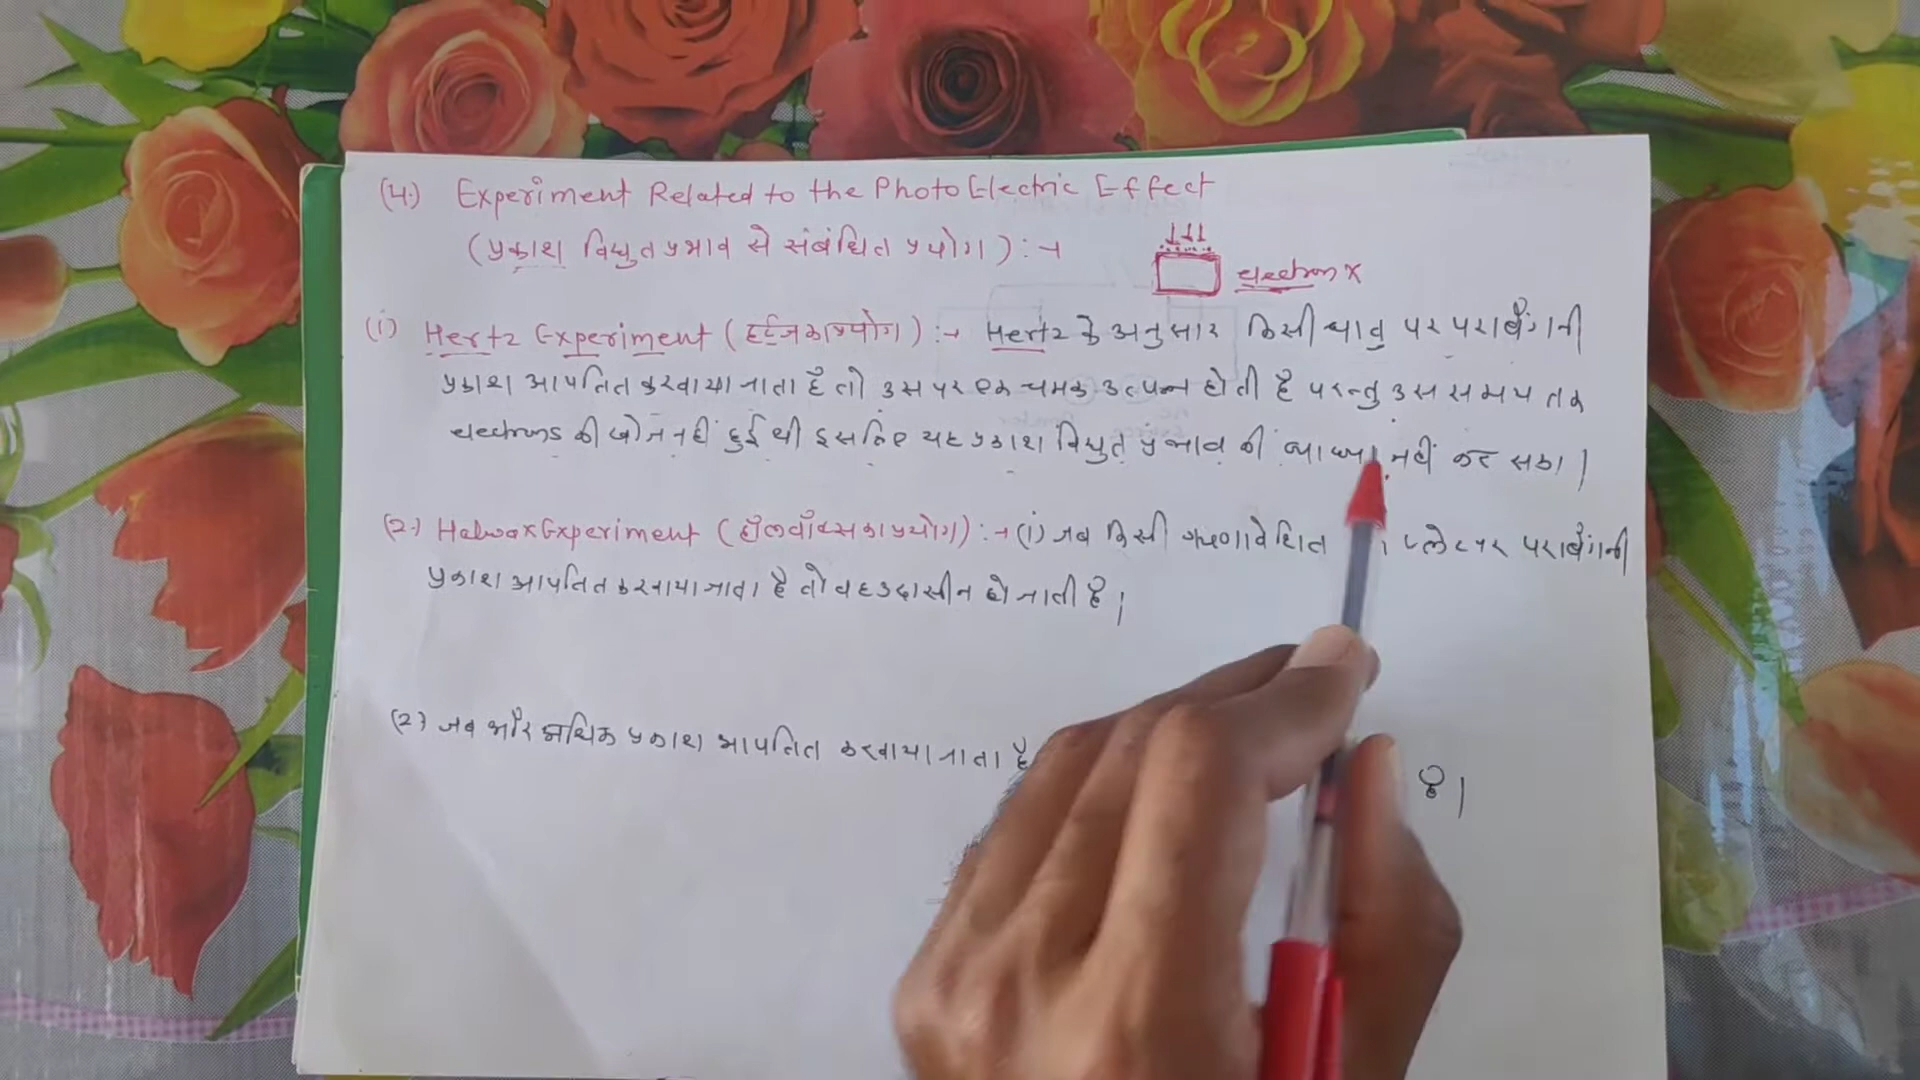 (4.) Experiment Related to the Photo Electric Effect
(प्रकाश विद्युत प्रभाव से संबंधित प्रयोग) :→
electron x
(i) Hertz Experiment (हर्ट्ज का प्रयोग) :→ Hertz के अनुसार किसी धातु पर पराबैंगनी
प्रकाश आपतित करवाया जाता है तो उस पर एक चमक उत्पन्न होती है परन्तु उस समय तक
electrons की खोज नहीं हुई थी इसलिए यह प्रकाश विद्युत प्रभाव की व्याख्या नहीं कर सका।
(2.) Halwax Experiment (हॉलवॉक्स का प्रयोग) :→ (i) जब किसी ऋणावेशित प्लेट पर पराबैंगनी
प्रकाश आपतित करवाया जाता है तो वह उदासीन हो जाती है।
(2) जब और अधिक प्रकाश आपतित करवाया जाता है
है।